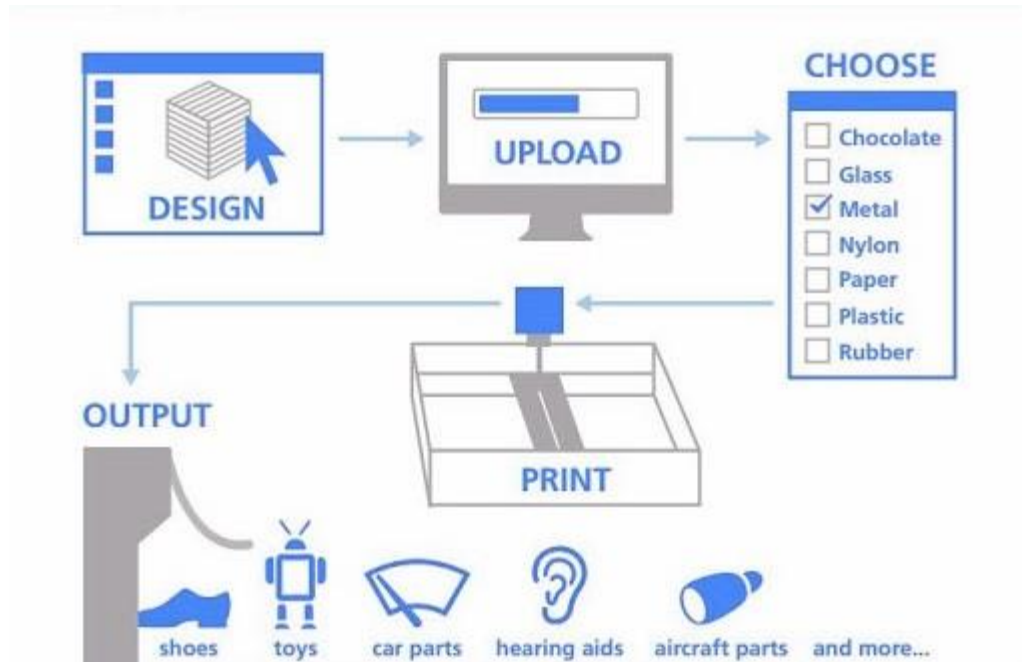 DESIGN
UPLOAD
CHOOSE
Chocolate
Glass
Metal
Nylon
Paper
Plastic
Rubber
PRINT
OUTPUT
shoes
toys
car parts
hearing aids
aircraft parts
and more...